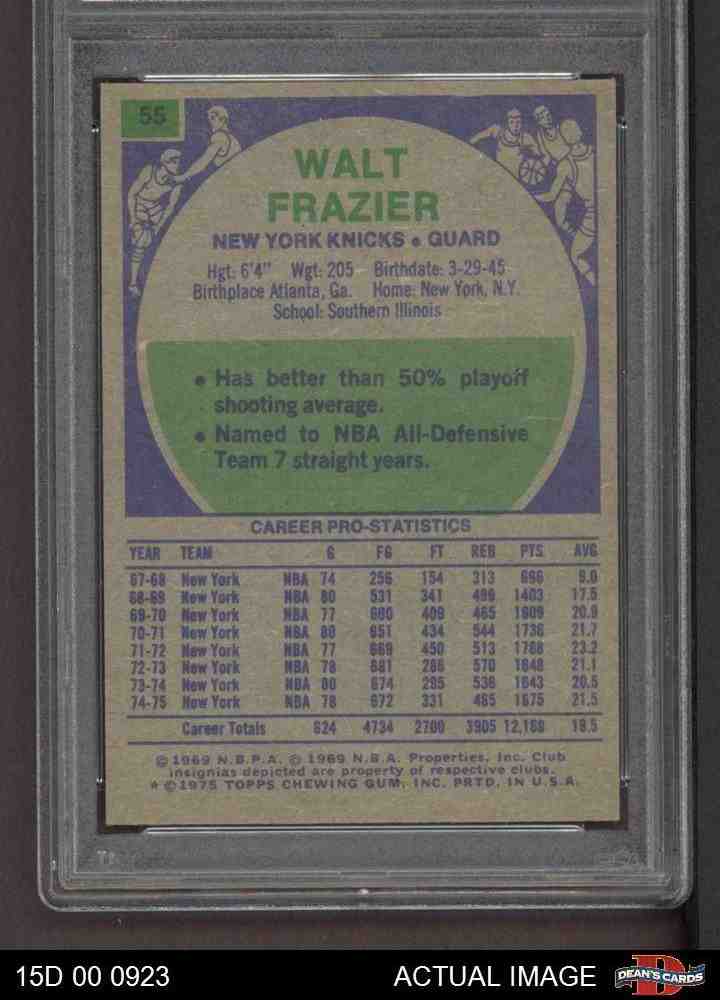 55
WALT
FRAZIER
NEW YORK KNICKS • GUARD
Hgt: 6'4" Wgt: 205 Birthdate: 3-29-45
Birthplace Atlanta, Ga. Home: New York, N.Y.
School: Southern Illinois
• Has better than 50% playoff
shooting average.
• Named to NBA All-Defensive
Team 7 straight years.
CAREER PRO-STATISTICS
YEAR TEAM G FG FT REB PTS AVG
67-68 New York NBA 74 256 154 313 666 9.0
68-69 New York NBA 80 531 341 499 1403 17.5
69-70 New York NBA 77 600 409 465 1609 20.9
70-71 New York NBA 80 651 434 544 1736 21.7
71-72 New York NBA 77 669 450 513 1788 23.2
72-73 New York NBA 78 681 286 570 1648 21.1
73-74 New York NBA 80 674 295 536 1643 20.5
74-75 New York NBA 78 672 331 465 1675 21.5
Career Totals 624 4734 2700 3905 12,168 19.5
© 1969 N.B.P.A. © 1969 N.B.A. Properties, Inc. Club
insignias depicted are property of respective clubs.
* © 1975 TOPPS CHEWING GUM, INC. PRTD. IN U.S.A.
15D 00 0923 ACTUAL IMAGE DEAN'S CARDS